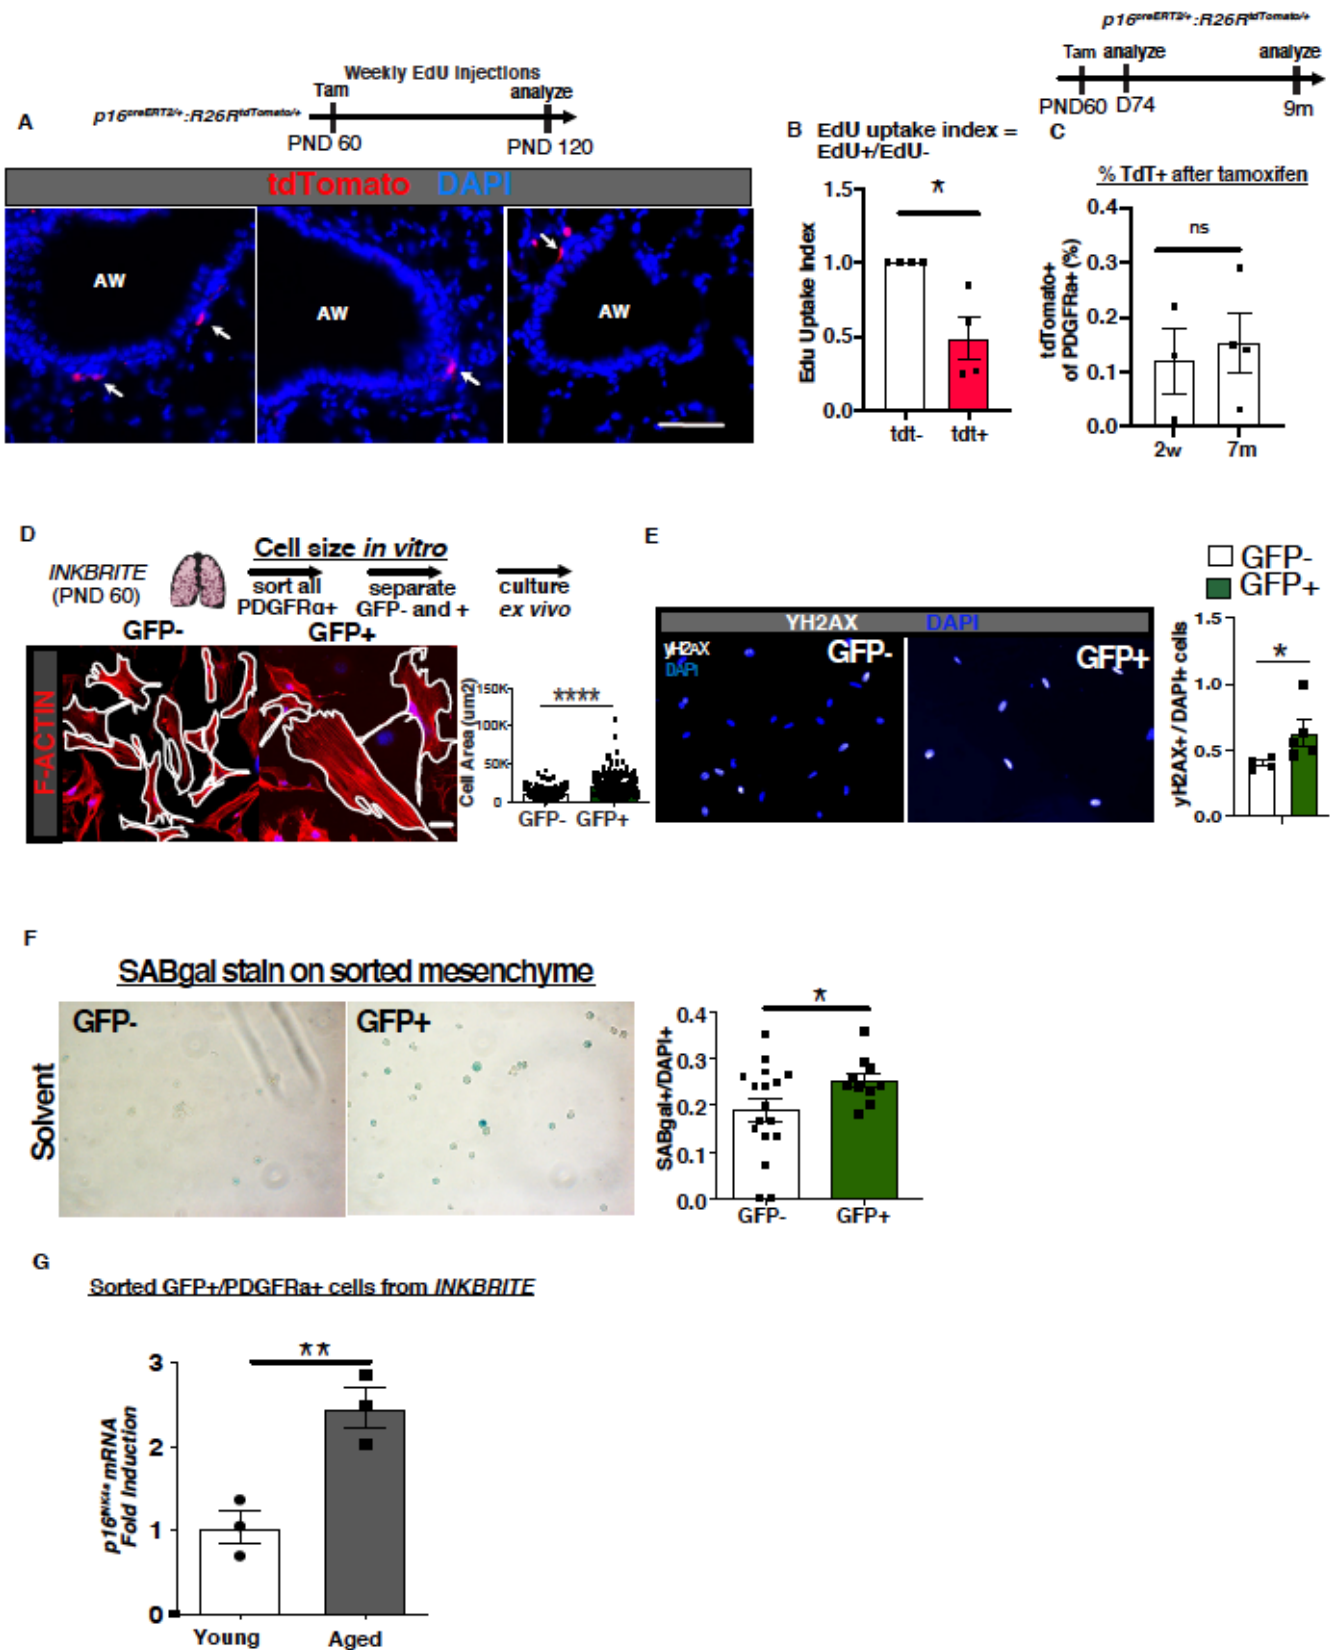 p16creERT2/+:R26RtdTomato/+
Tam analyze analyze
PND60 D74 9m
Weekly EdU Injections
Tam analyze
A p16creERT2/+:R26RtdTomato/+
PND 60 PND 120
tdTomato DAPI
AW
AW
AW
B EdU uptake index =
EdU+/EdU-
*
Edu Uptake Index
1.5
1.0
0.5
0.0
tdt- tdt+
C
% TdT+ after tamoxifen
ns
tdTomato+
of PDGFRa+ (%)
0.4
0.3
0.2
0.1
0.0
2w 7m
D
Cell size in vitro
INKBRITE
(PND 60)
sort all
PDGFRα+
separate
GFP- and +
culture
ex vivo
GFP- GFP+
F-ACTIN
****
Cell Area (um2)
150K
100K
50K
0
GFP- GFP+
E
YH2AX DAPI
yH2AX
DAPI
GFP-
GFP+
GFP-
GFP+
*
yH2AX+ / DAPI+ cells
1.5
1.0
0.5
0.0
F
SABgal stain on sorted mesenchyme
Solvent
GFP-
GFP+
*
SABgal+/DAPI+
0.4
0.3
0.2
0.1
0.0
GFP- GFP+
G
Sorted GFP+/PDGFRa+ cells from INKBRITE
**
p16INK4a mRNA
Fold Induction
3
2
1
0
Young Aged